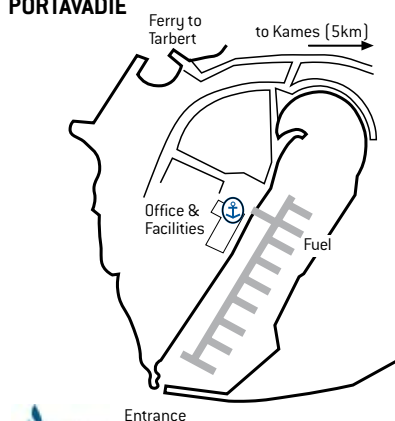 PORTAVADIE
Ferry to
Tarbert
to Kames (5km)
Office &
Facilities
Fuel
Entrance